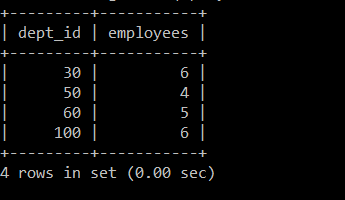 +---------+-----------+
| dept_id | employees |
+---------+-----------+
|      30 |         6 |
|      50 |         4 |
|      60 |         5 |
|     100 |         6 |
+---------+-----------+
4 rows in set (0.00 sec)